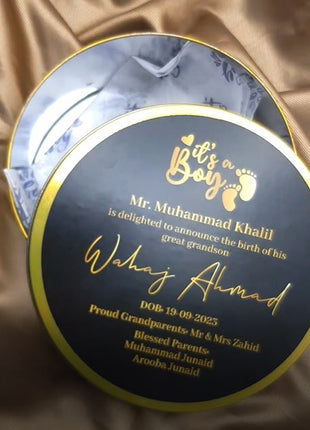 it's a
Boy
Mr. Muhammad Khalil
is delighted to announce the birth of his
great grandson
Wahaj Ahmad
DOB: 19-09-2025
Proud Grandparents: Mr & Mrs Zahid
Blessed Parents:
Muhammad Junaid
Arooba Junaid